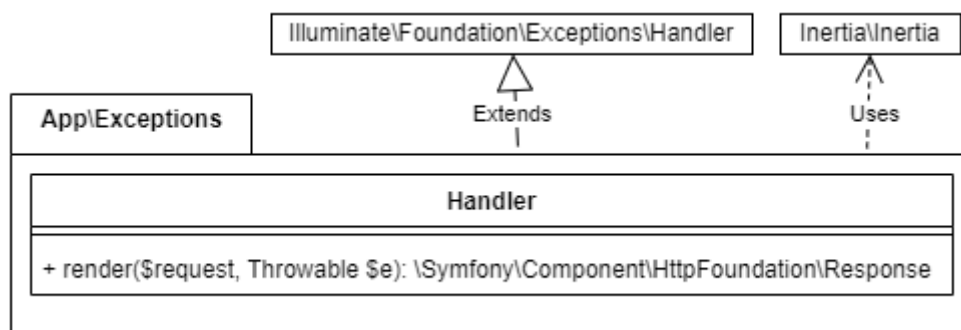 Illuminate\Foundation\Exceptions\Handler
Inertia\Inertia
Extends
Uses
App\Exceptions
Handler
+ render($request, Throwable $e): \Symfony\Component\HttpFoundation\Response